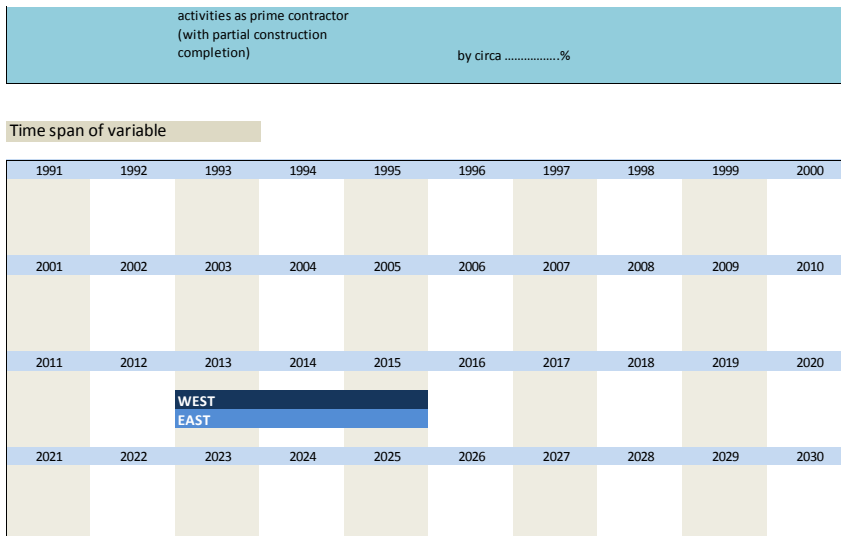 activities as prime contractor
(with partial construction
completion)
by circa ……………..%
Time span of variable
1991 1992 1993 1994 1995 1996 1997 1998 1999 2000
2001 2002 2003 2004 2005 2006 2007 2008 2009 2010
2011 2012 2013 2014 2015 2016 2017 2018 2019 2020
WEST
EAST
2021 2022 2023 2024 2025 2026 2027 2028 2029 2030